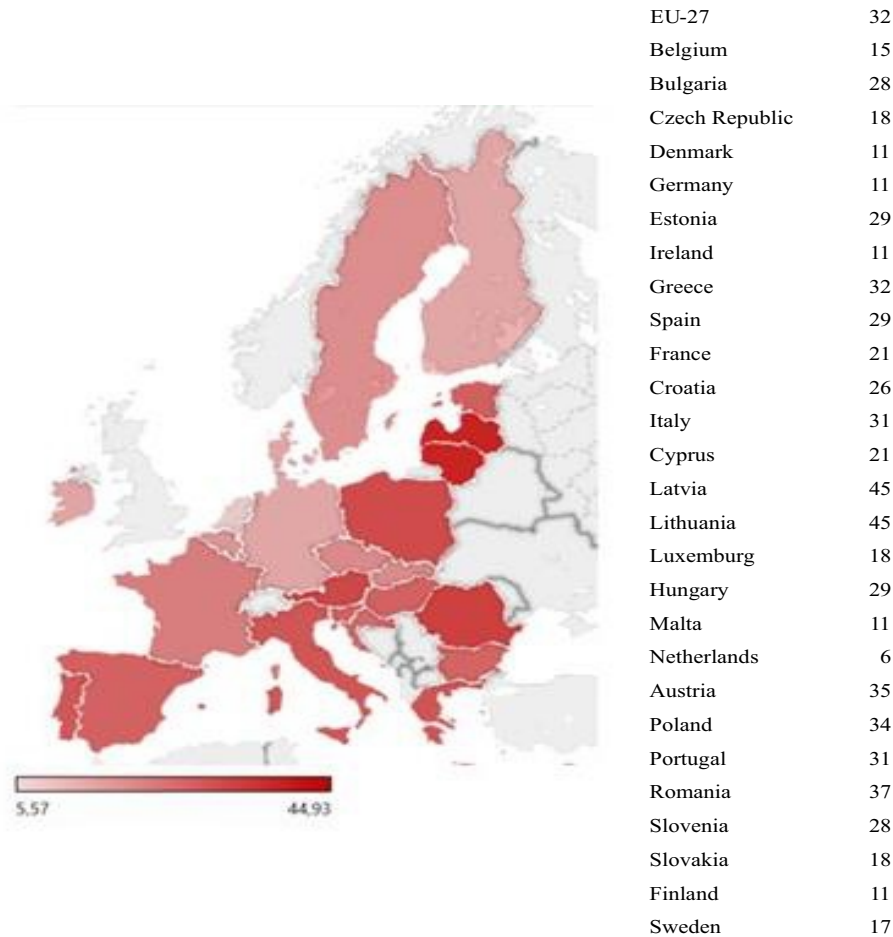 EU-27 32
Belgium 15
Bulgaria 28
Czech Republic 18
Denmark 11
Germany 11
Estonia 29
Ireland 11
Greece 32
Spain 29
France 21
Croatia 26
Italy 31
Cyprus 21
Latvia 45
Lithuania 45
Luxemburg 18
Hungary 29
Malta 11
Netherlands 6
Austria 35
Poland 34
Portugal 31
Romania 37
Slovenia 28
Slovakia 18
Finland 11
Sweden 17
5,57 44,93